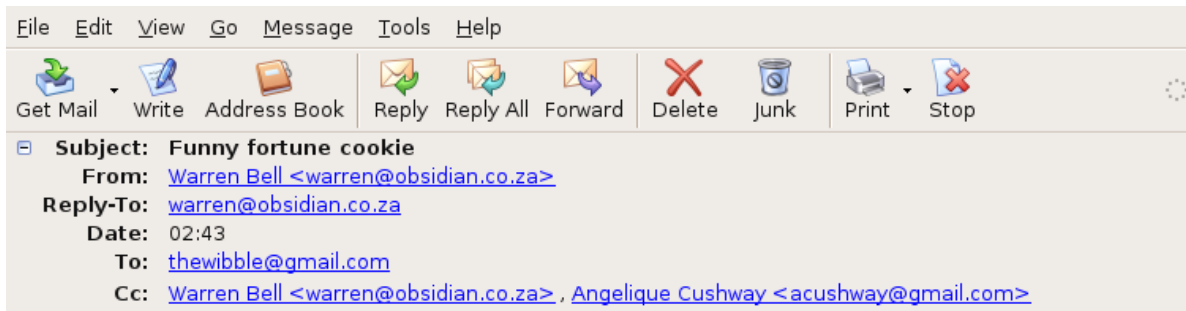 File Edit View Go Message Tools Help
Get Mail Write Address Book Reply Reply All Forward Delete Junk Print Stop
Subject: Funny fortune cookie
From: Warren Bell <warren@obsidian.co.za>
Reply-To: warren@obsidian.co.za
Date: 02:43
To: thewibble@gmail.com
Cc: Warren Bell <warren@obsidian.co.za> , Angelique Cushway <acushway@gmail.com>